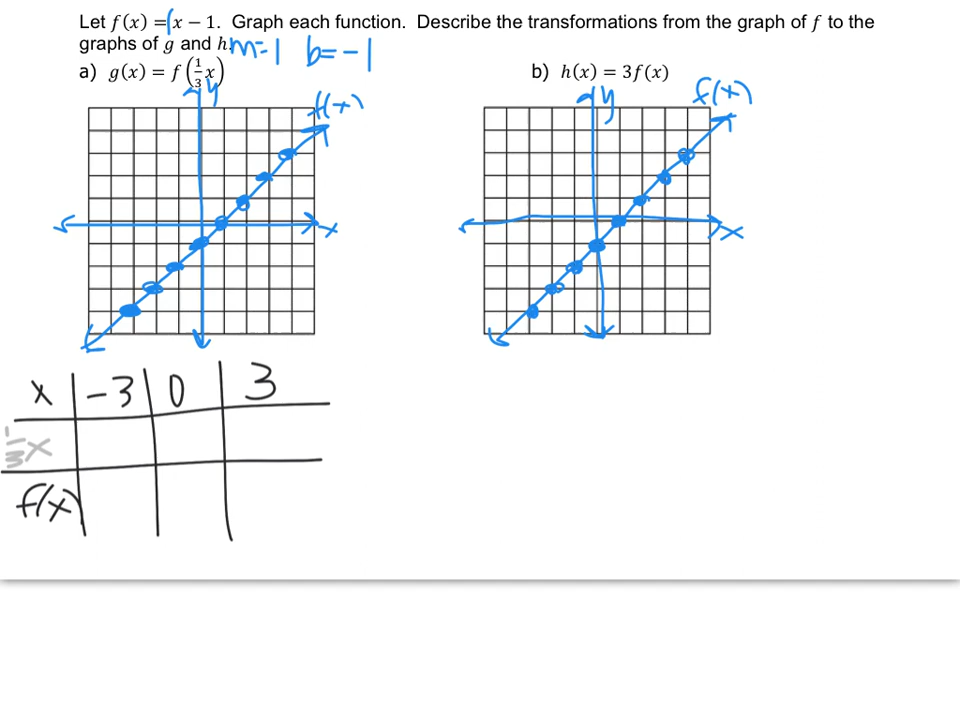 Let f(x) = x − 1. Graph each function. Describe the transformations from the graph of f to the
graphs of g and h. m=1 b=-1
a) g(x) = f(1/3 x)
b) h(x) = 3f(x)
y f(x)
y f(x)
x
x
x -3 0 3
1/3 x
f(x)